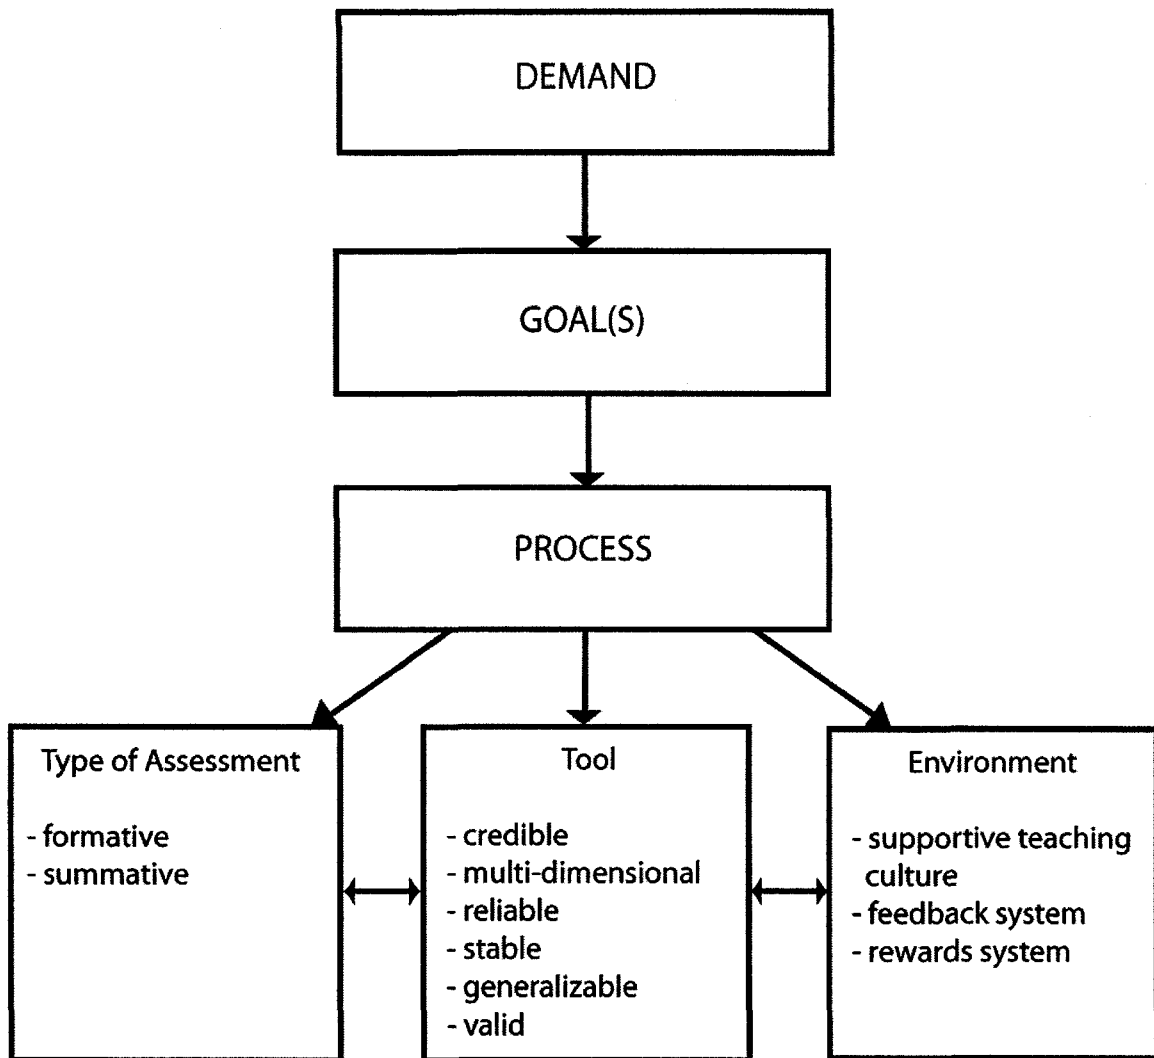 DEMAND
GOAL(S)
PROCESS
Type of Assessment
- formative
- summative
Tool
- credible
- multi-dimensional
- reliable
- stable
- generalizable
- valid
Environment
- supportive teaching
culture
- feedback system
- rewards system